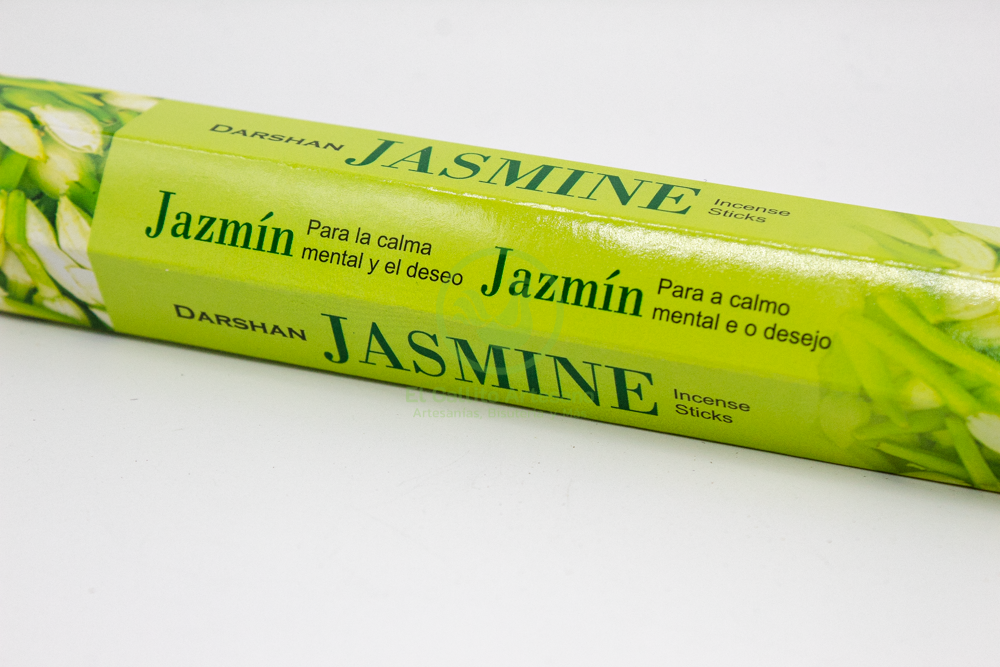 DARSHAN JASMINE Incense
Sticks
Jazmín Para la calma
mental y el deseo
Jazmín Para a calmo
mental e o desejo
DARSHAN JASMINE Incense
Sticks